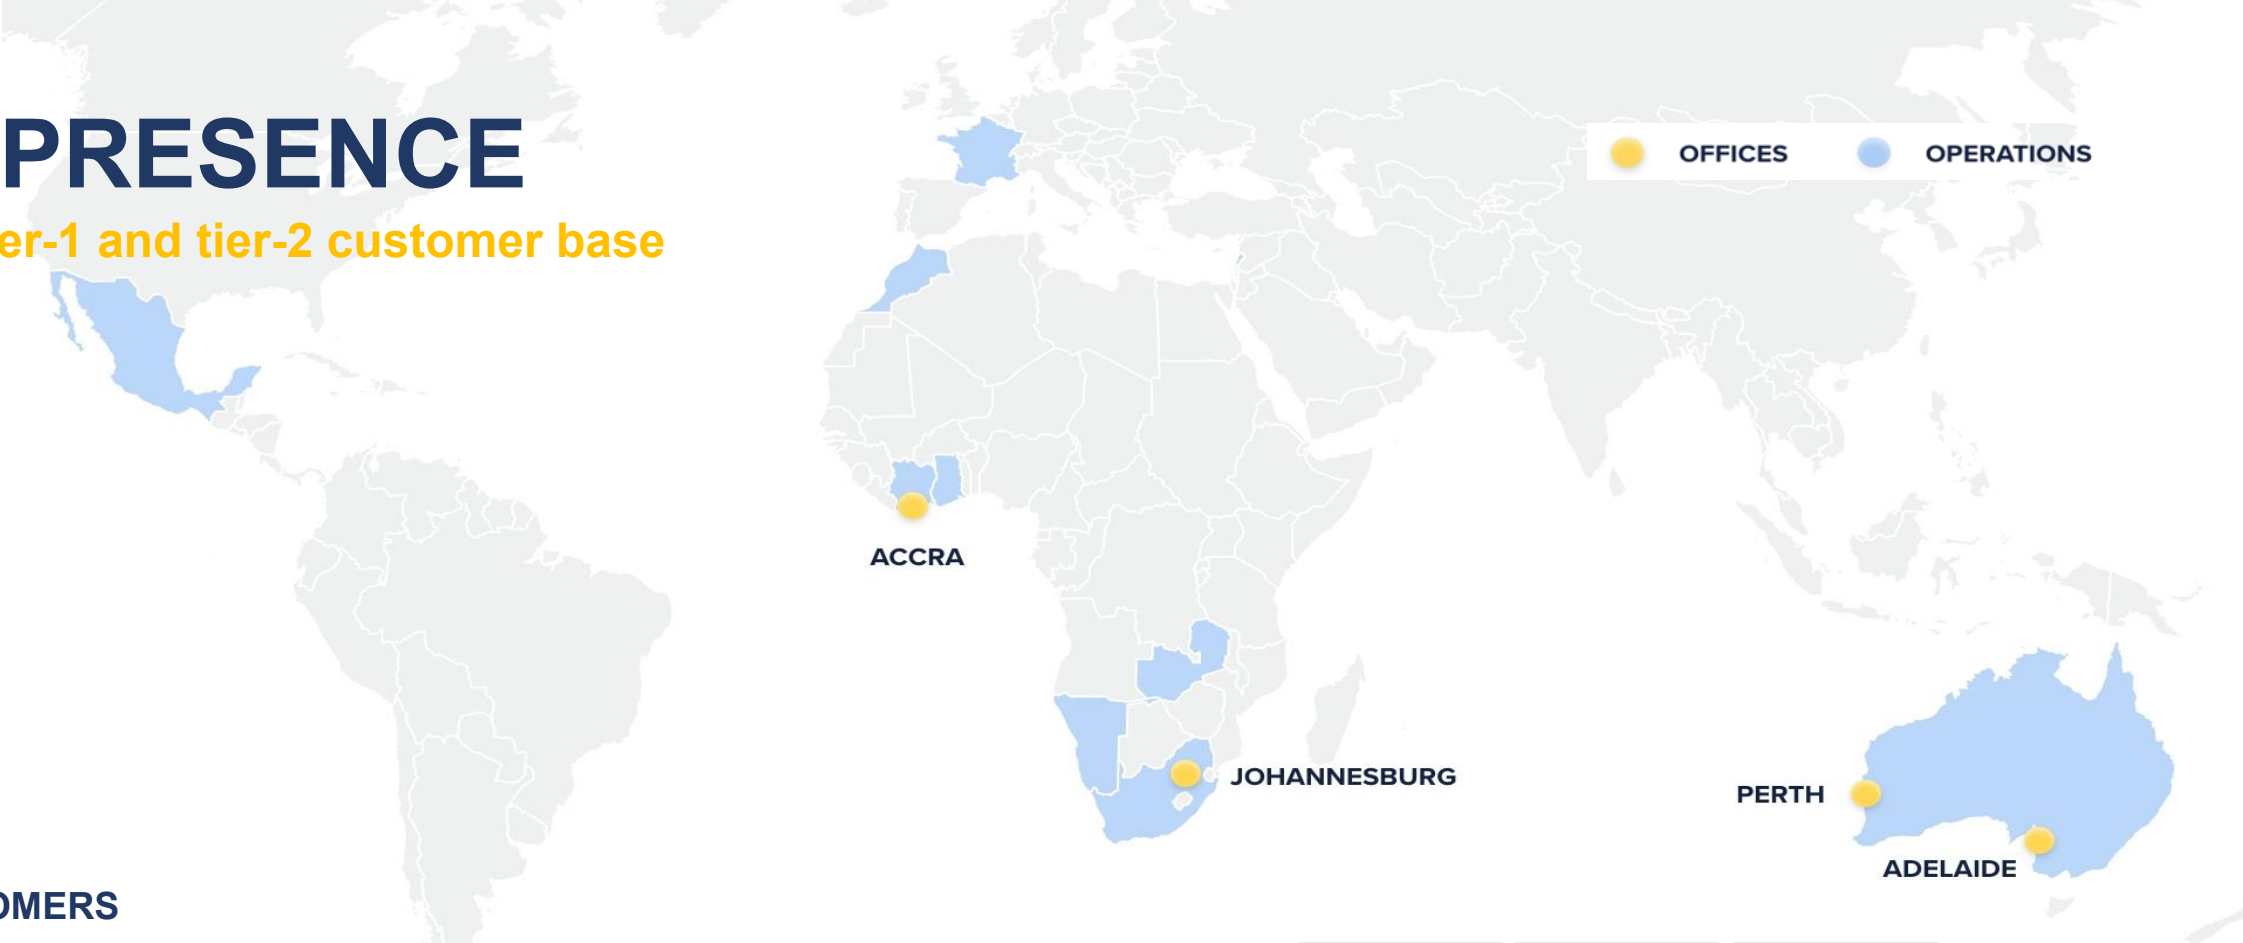 PRESENCE
er-1 and tier-2 customer base
OFFICES OPERATIONS
ACCRA
JOHANNESBURG
PERTH
ADELAIDE
OMERS